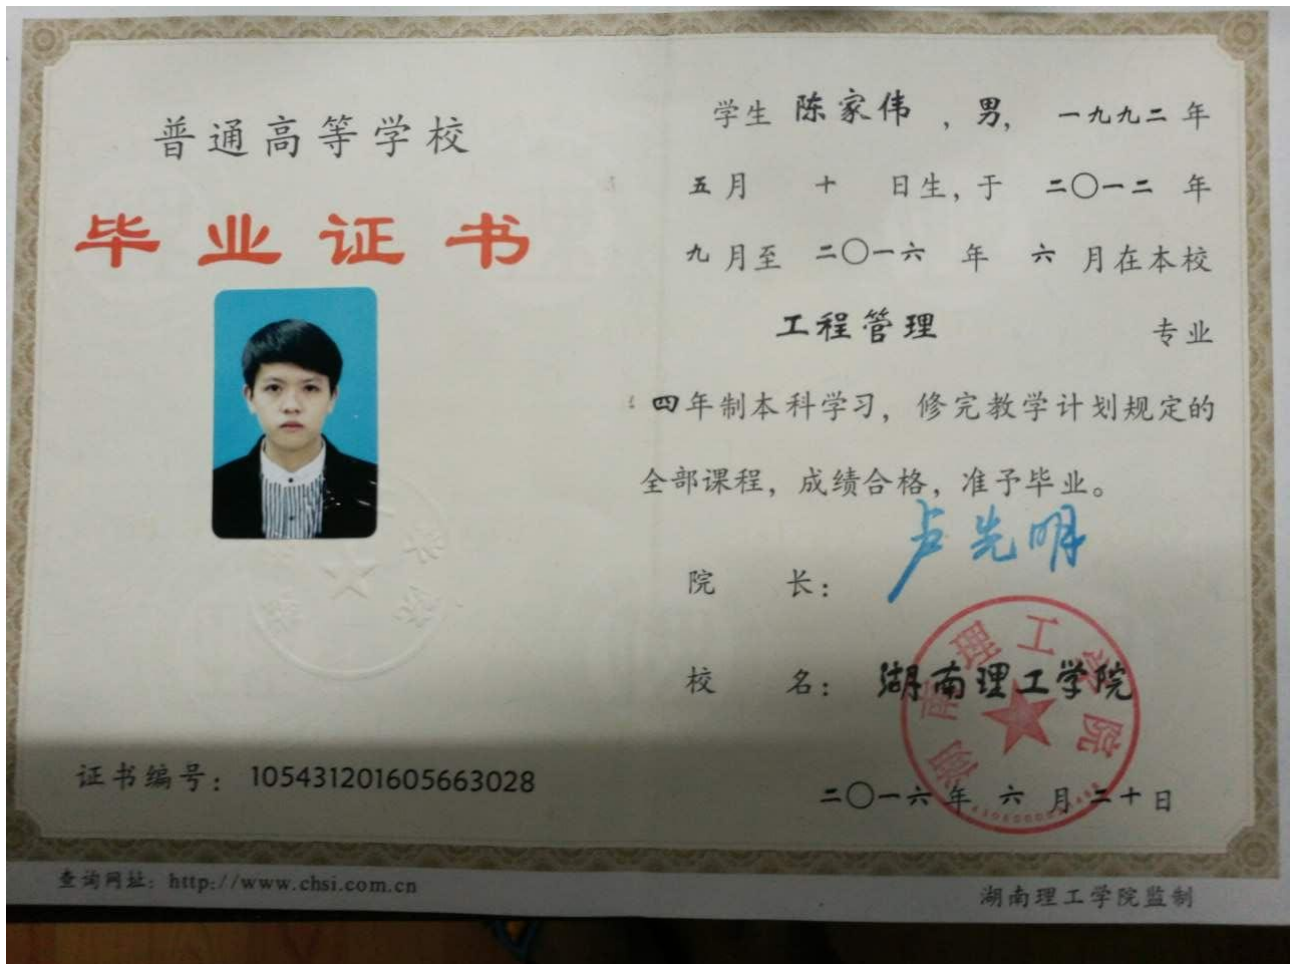 普通高等学校
毕业证书
证书编号：105431201605663028
查询网址：http://www.chsi.com.cn
学生 陈家伟，男，一九九二年
五月 十 日生，于 二〇一二 年
九月至 二〇一六 年 六 月在本校
工程管理 专业
四年制本科学习，修完教学计划规定的
全部课程，成绩合格，准予毕业。
院 长：卢先明
校 名：湖南理工学院
湖南理工学院
二〇一六年 六 月二十日
湖南理工学院监制